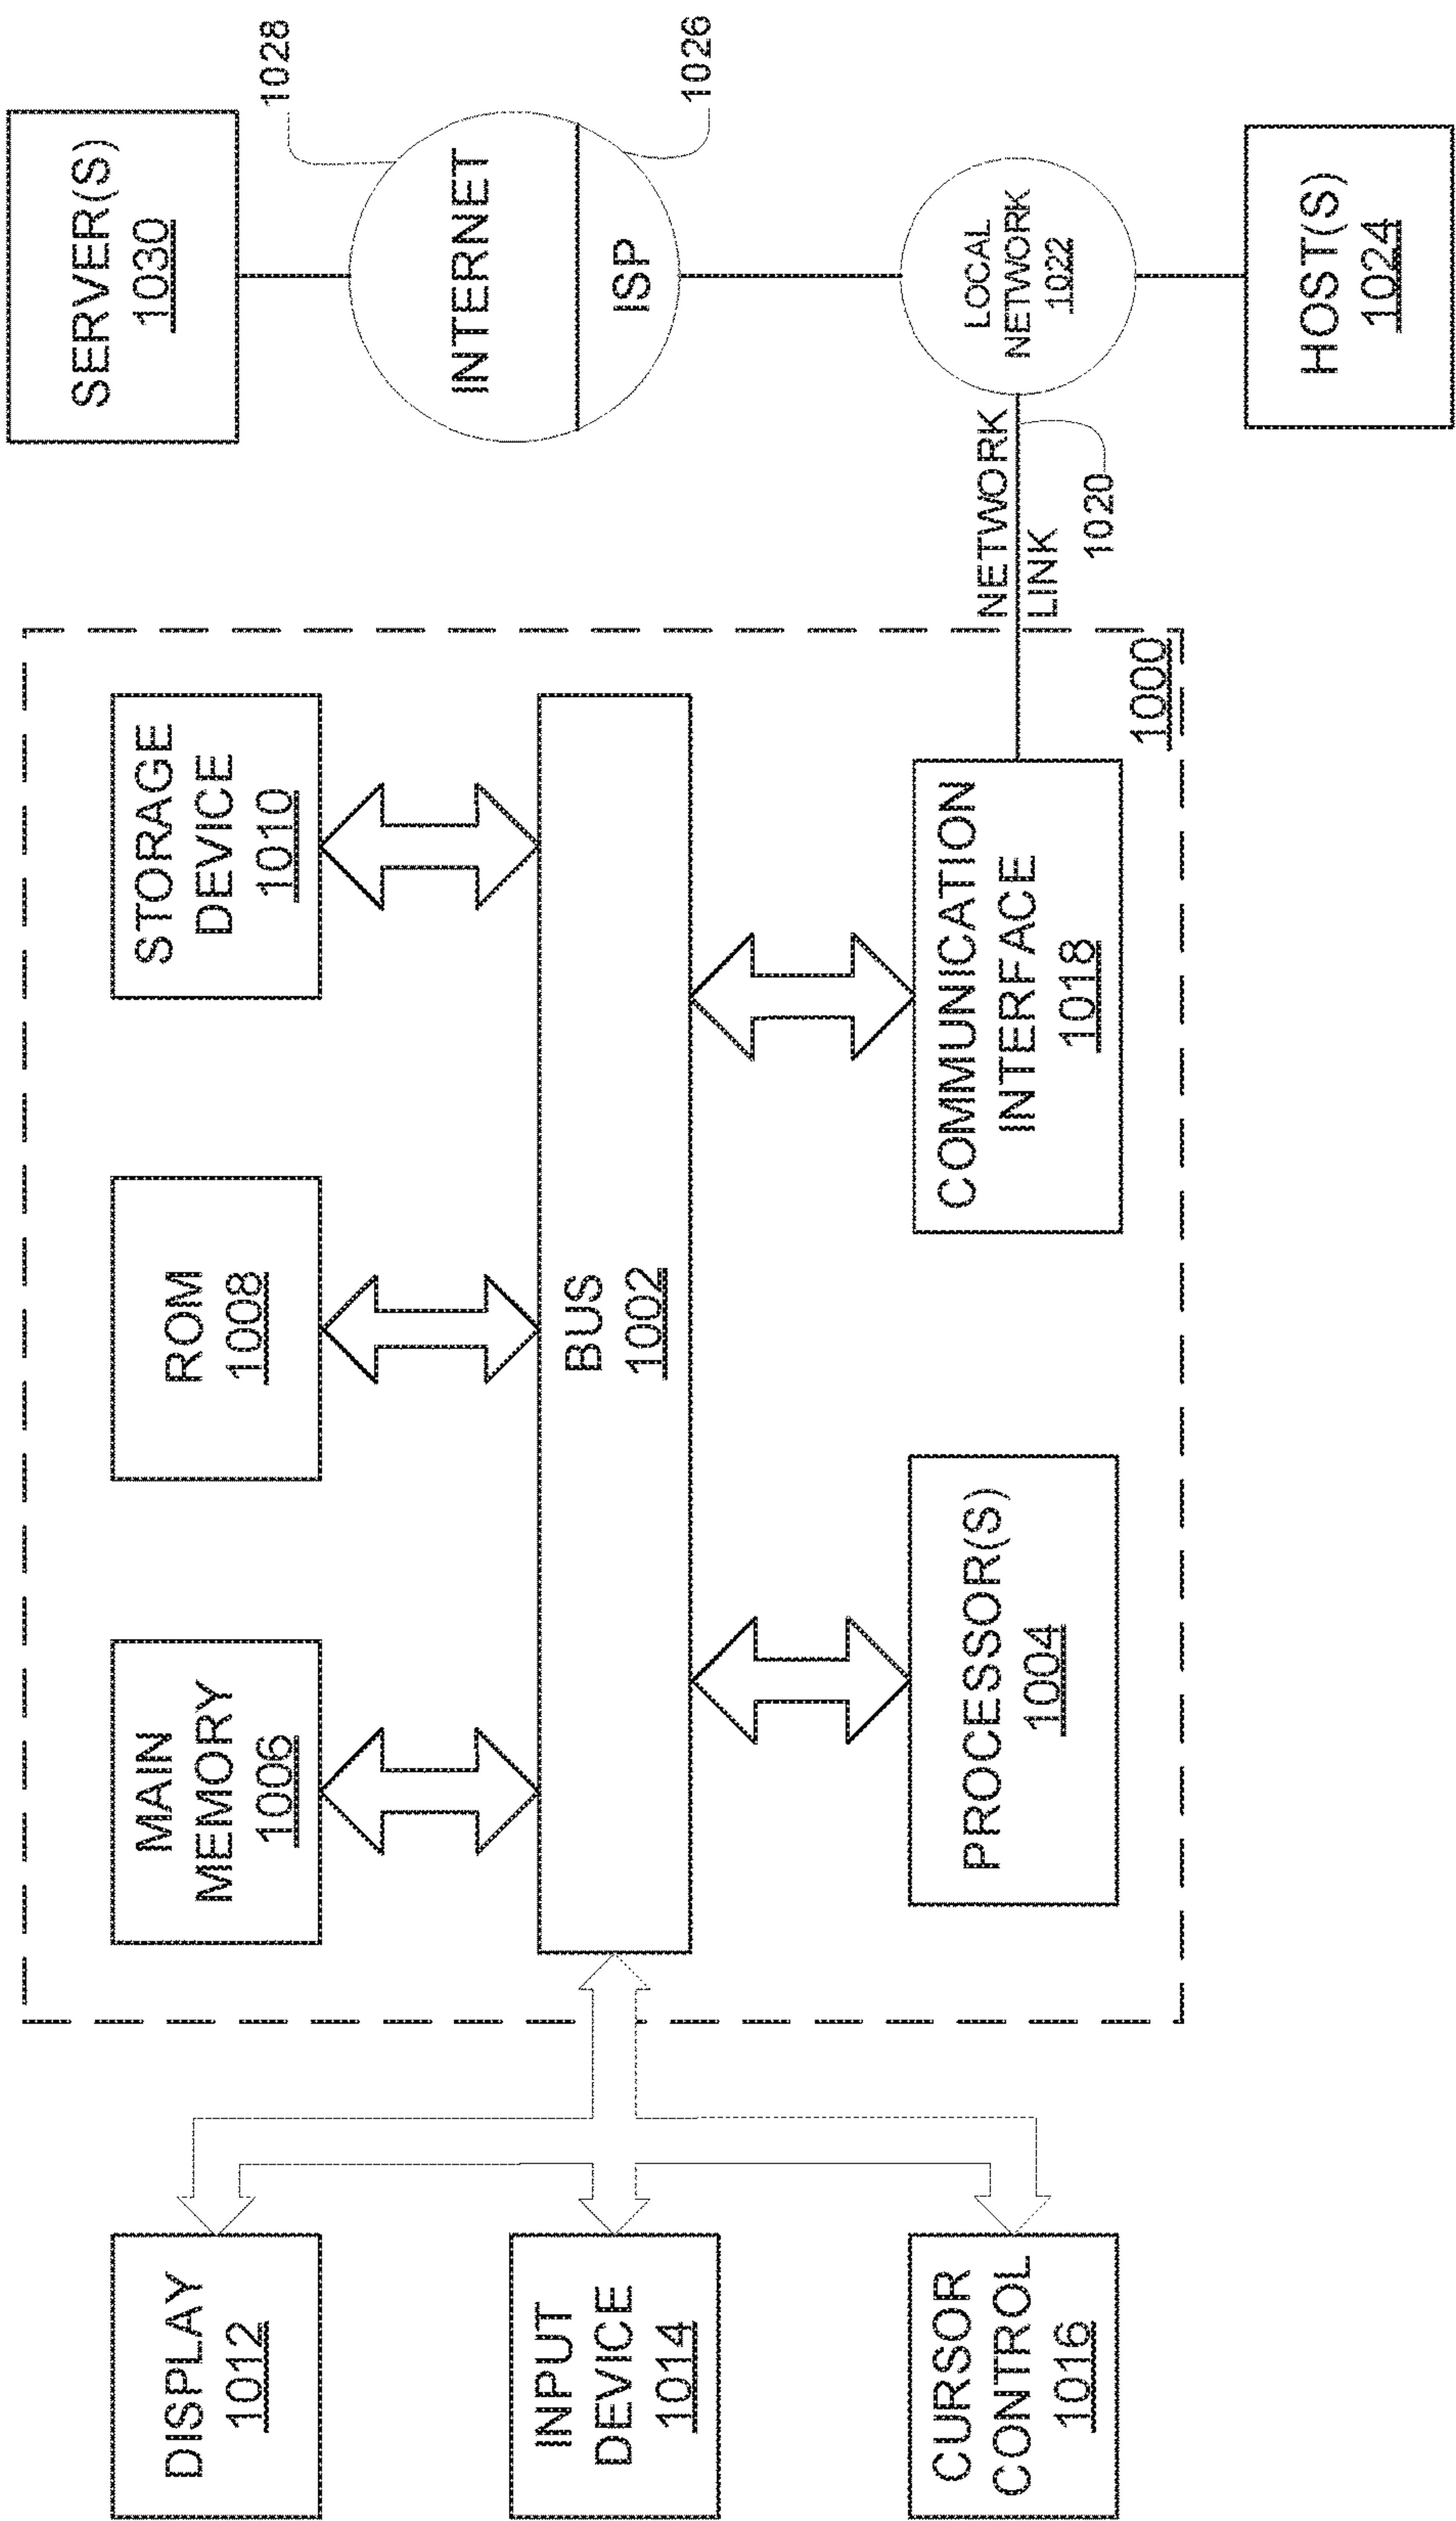 DISPLAY
1012
INPUT
DEVICE
1014
CURSOR
CONTROL
1016
MAIN
MEMORY
1006
ROM
1008
STORAGE
DEVICE
1010
BUS
1002
PROCESSOR(S)
1004
COMMUNICATION
INTERFACE
1018
1000
NETWORK
LINK
1020
SERVER(S)
1030
1028
INTERNET
ISP
1026
LOCAL
NETWORK
1022
HOST(S)
1024